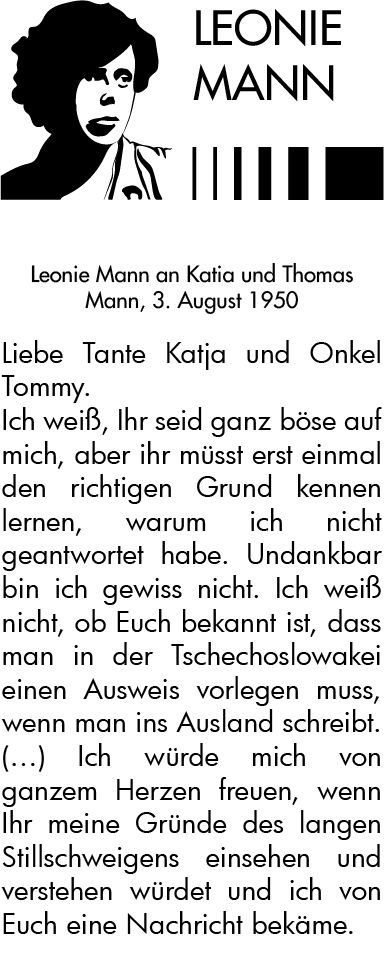 LEONIE
MANN
Leonie Mann an Katia und Thomas
Mann, 3. August 1950
Liebe Tante Katja und Onkel
Tommy.
Ich weiß, Ihr seid ganz böse auf
mich, aber ihr müsst erst einmal
den richtigen Grund kennen
lernen, warum ich nicht
geantwortet habe. Undankbar
bin ich gewiss nicht. Ich weiß
nicht, ob Euch bekannt ist, dass
man in der Tschechoslowakei
einen Ausweis vorlegen muss,
wenn man ins Ausland schreibt.
(...) Ich würde mich von
ganzem Herzen freuen, wenn
Ihr meine Gründe des langen
Stillschweigens einsehen und
verstehen würdet und ich von
Euch eine Nachricht bekäme.